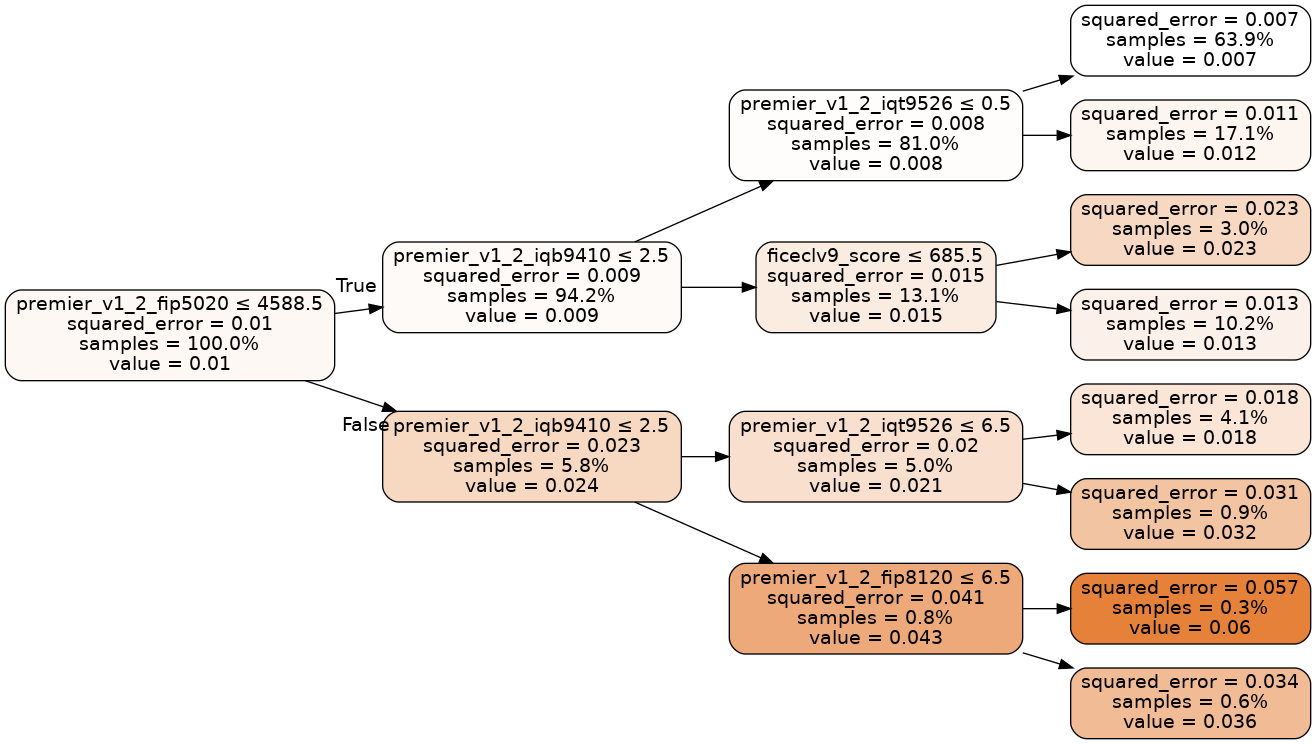 premier_v1_2_fip5020 ≤ 4588.5
squared_error = 0.01
samples = 100.0%
value = 0.01
True
False
premier_v1_2_iqb9410 ≤ 2.5
squared_error = 0.009
samples = 94.2%
value = 0.009
premier_v1_2_iqb9410 ≤ 2.5
squared_error = 0.023
samples = 5.8%
value = 0.024
premier_v1_2_iqt9526 ≤ 0.5
squared_error = 0.008
samples = 81.0%
value = 0.008
ficeclv9_score ≤ 685.5
squared_error = 0.015
samples = 13.1%
value = 0.015
premier_v1_2_iqt9526 ≤ 6.5
squared_error = 0.02
samples = 5.0%
value = 0.021
premier_v1_2_fip8120 ≤ 6.5
squared_error = 0.041
samples = 0.8%
value = 0.043
squared_error = 0.007
samples = 63.9%
value = 0.007
squared_error = 0.011
samples = 17.1%
value = 0.012
squared_error = 0.023
samples = 3.0%
value = 0.023
squared_error = 0.013
samples = 10.2%
value = 0.013
squared_error = 0.018
samples = 4.1%
value = 0.018
squared_error = 0.031
samples = 0.9%
value = 0.032
squared_error = 0.057
samples = 0.3%
value = 0.06
squared_error = 0.034
samples = 0.6%
value = 0.036